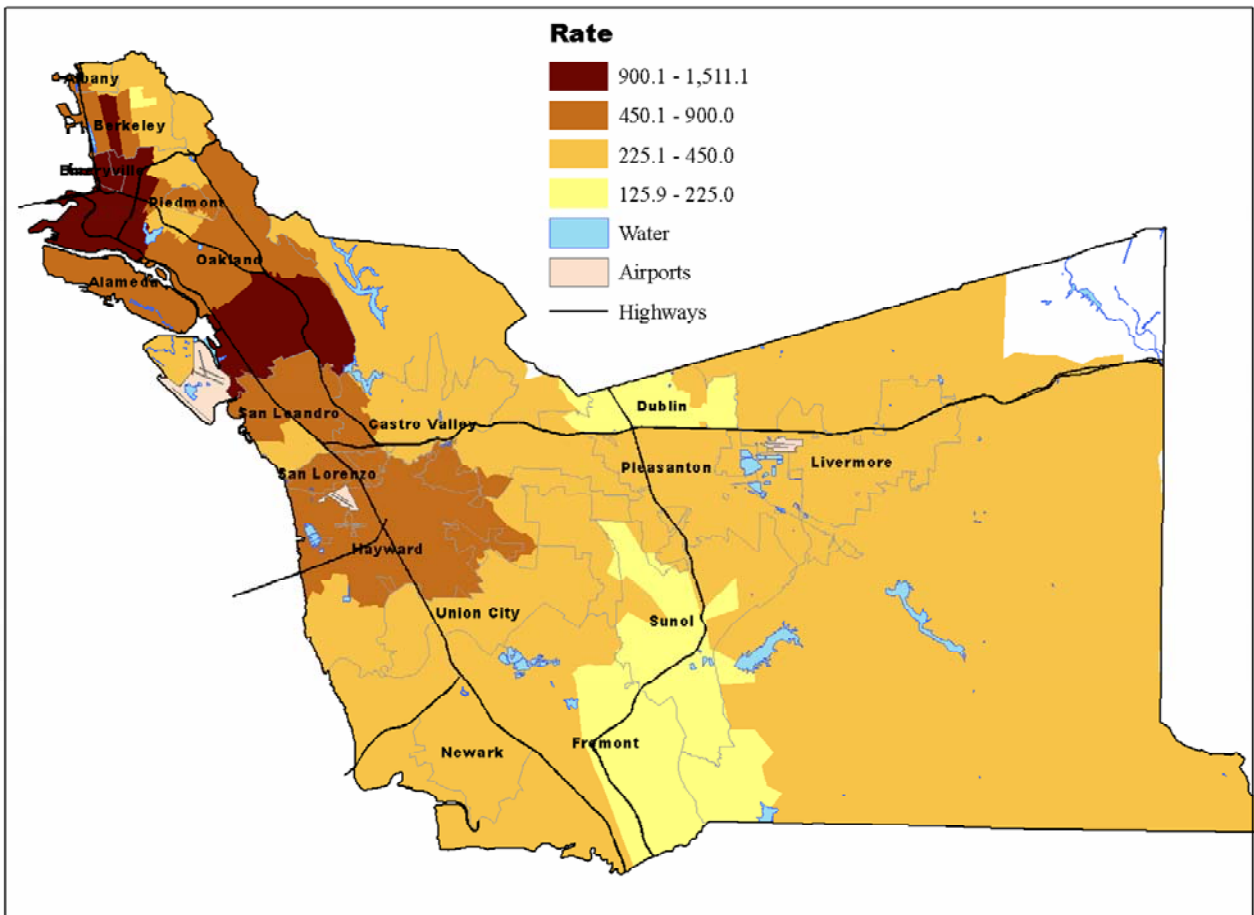 Rate
900.1 - 1,511.1
450.1 - 900.0
225.1 - 450.0
125.9 - 225.0
Water
Airports
Highways
Albany
Berkeley
Emeryville
Piedmont
Oakland
Alameda
San Leandro
Castro Valley
Dublin
San Lorenzo
Pleasanton
Livermore
Hayward
Union City
Sunol
Fremont
Newark